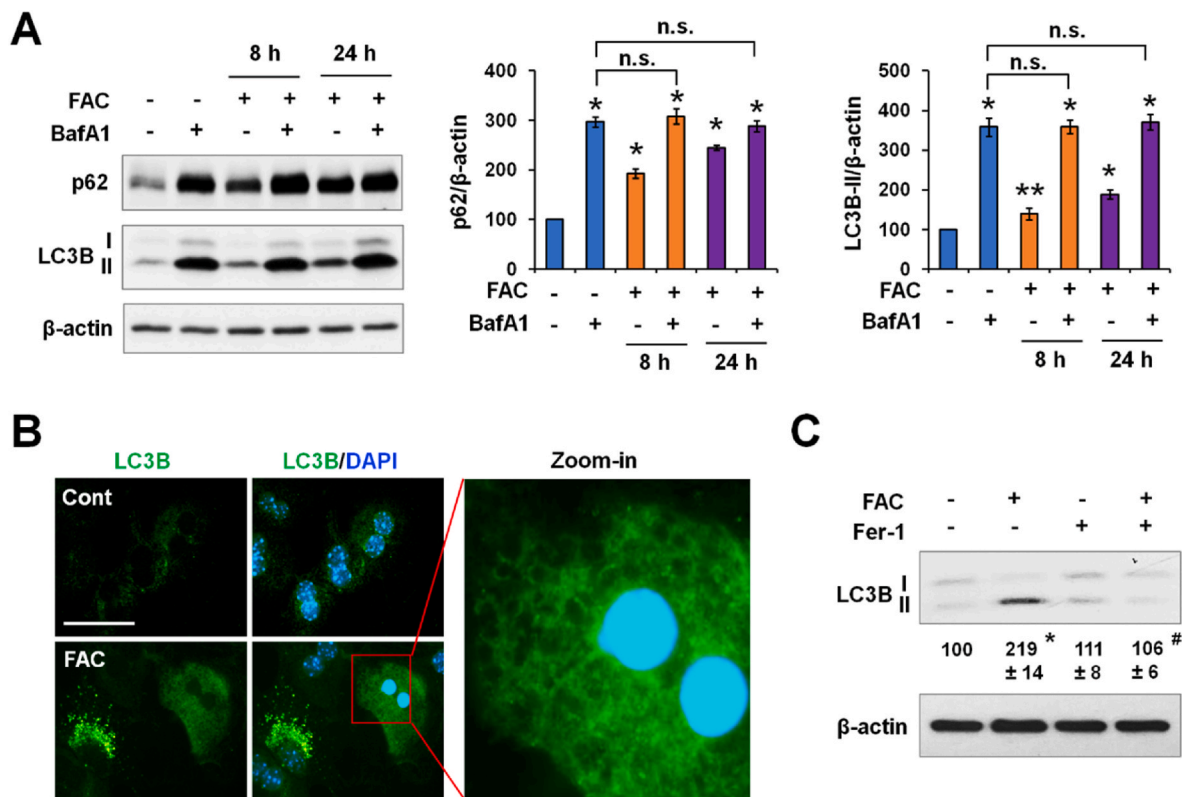 A
8 h 24 h
FAC - - + + + +
BafA1 - + - + - +
p62
LC3B I
II
β-actin
n.s.
n.s.
400
300
200
100
0
p62/β-actin
* * * * *
FAC - - + + + +
BafA1 - + - + - +
8 h 24 h
n.s.
n.s.
500
400
300
200
100
0
LC3B-II/β-actin
* ** * * *
FAC - - + + + +
BafA1 - + - + - +
8 h 24 h
B
LC3B LC3B/DAPI Zoom-in
Cont
FAC
C
FAC - + - +
Fer-1 - - + +
LC3B I
II
100 219 * 111 106 #
± 14 ± 8 ± 6
β-actin